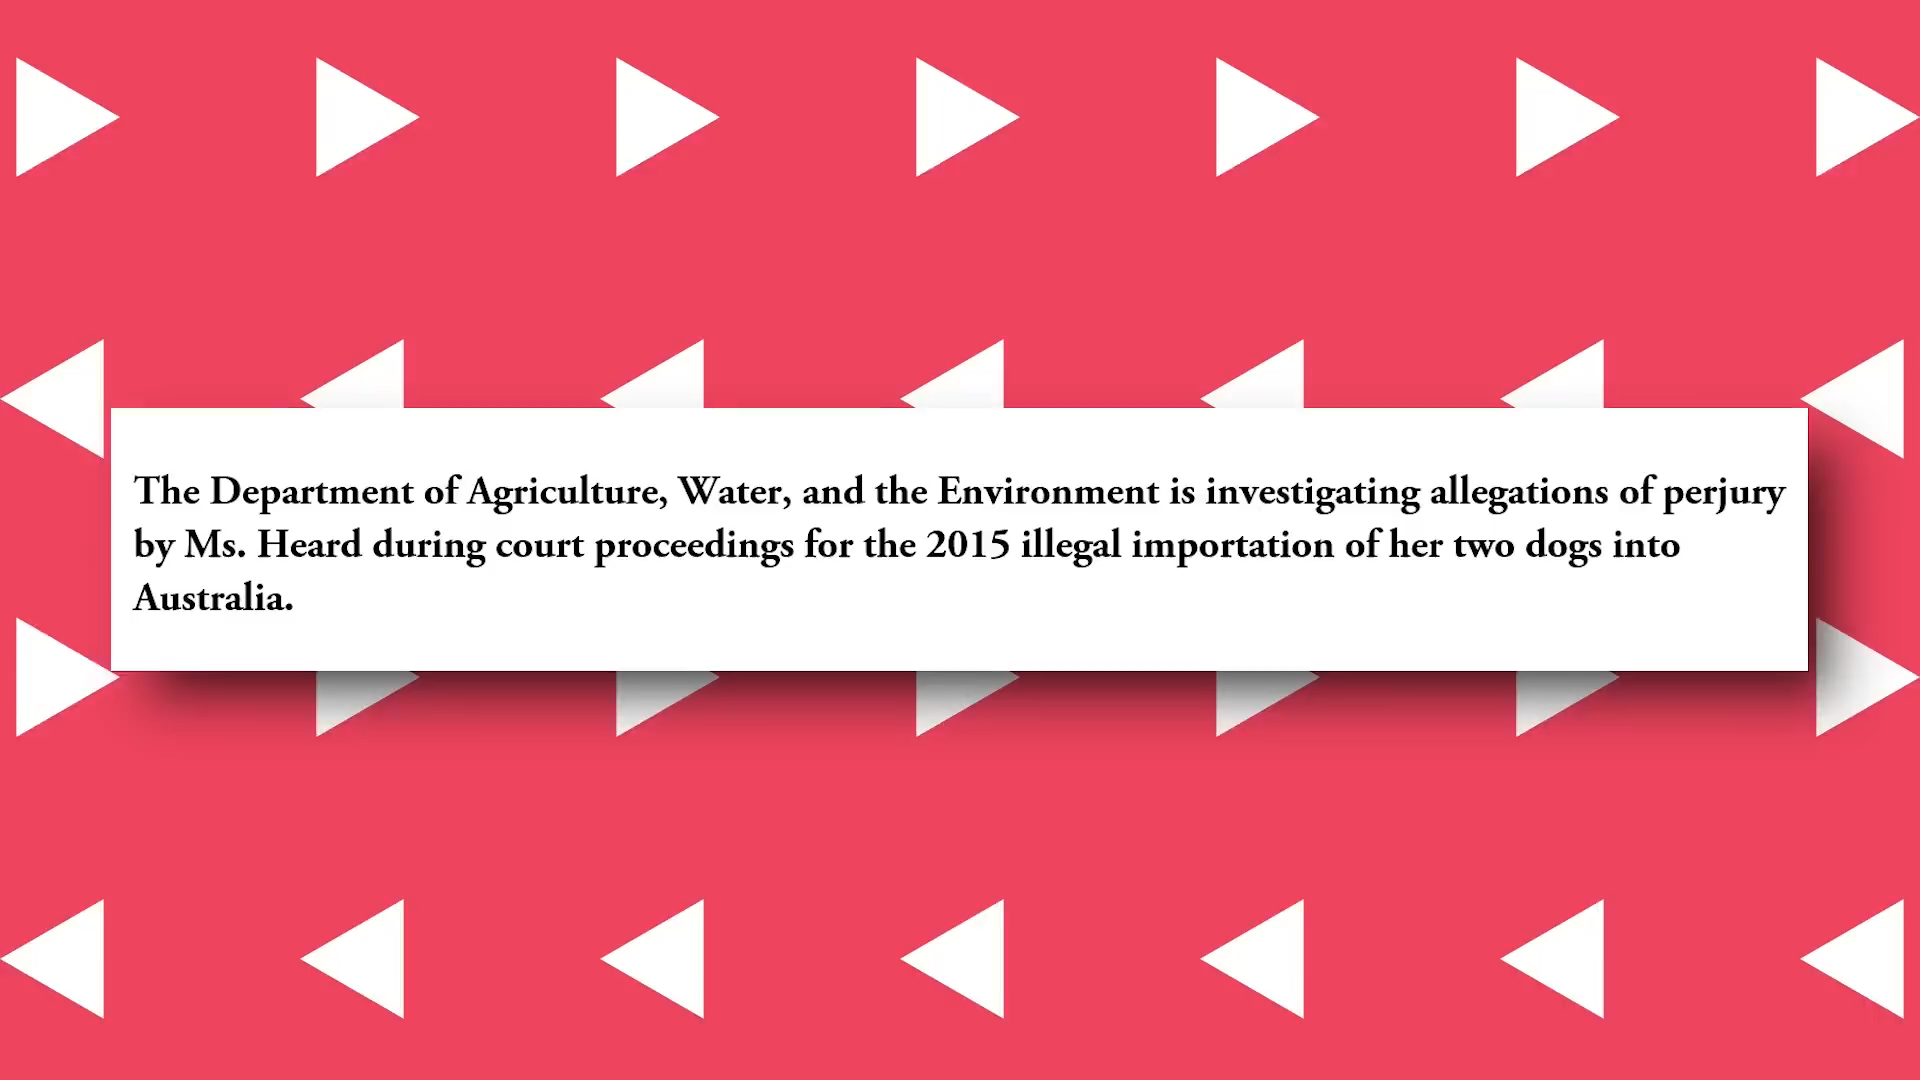 The Department of Agriculture, Water, and the Environment is investigating allegations of perjury
by Ms. Heard during court proceedings for the 2015 illegal importation of her two dogs into
Australia.